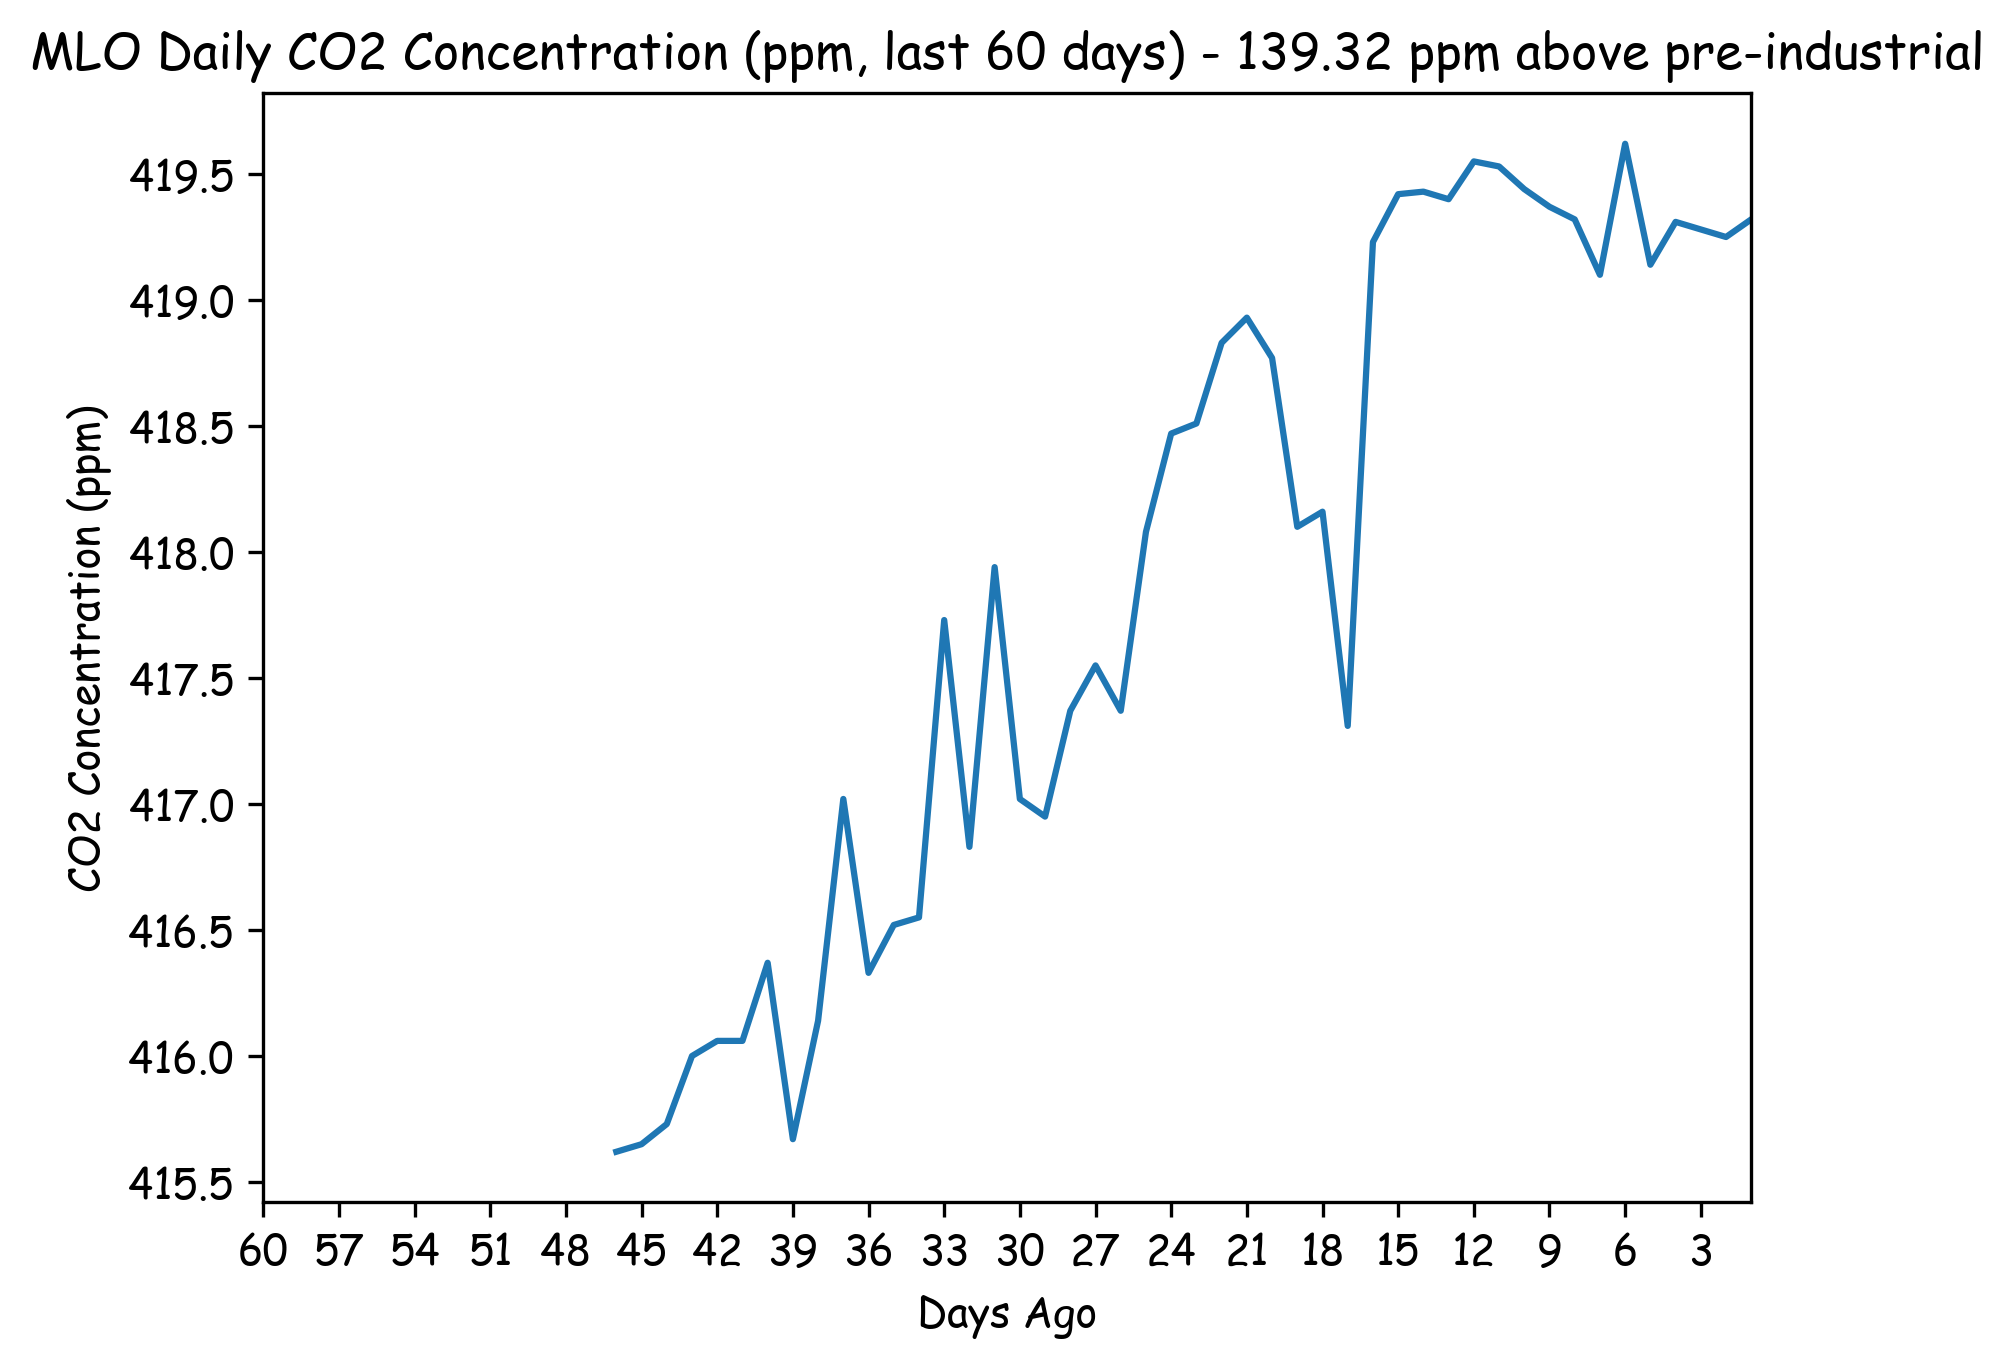 MLO Daily CO2 Concentration (ppm, last 60 days) - 139.32 ppm above pre-industrial
419.5
419.0
418.5
418.0
417.5
417.0
416.5
416.0
415.5
CO2 Concentration (ppm)
60 57 54 51 48 45 42 39 36 33 30 27 24 21 18 15 12 9 6 3
Days Ago